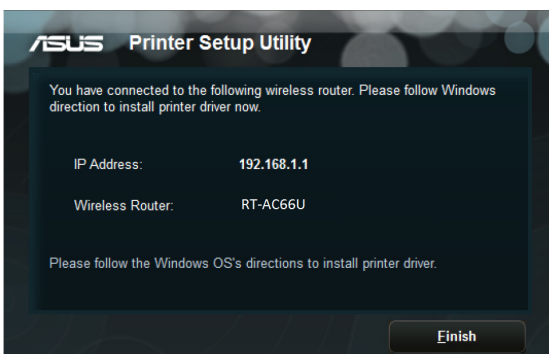 ASUS Printer Setup Utility
You have connected to the following wireless router. Please follow Windows
direction to install printer driver now.
IP Address: 192.168.1.1
Wireless Router: RT-AC66U
Please follow the Windows OS's directions to install printer driver.
Finish